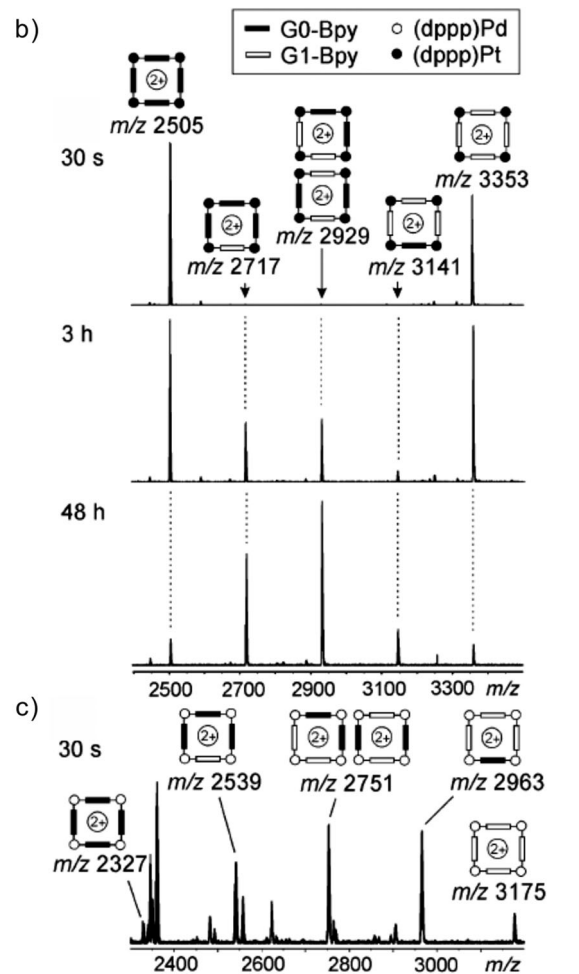 b)
G0-Bpy
(dppp)Pd
G1-Bpy
(dppp)Pt
2+
m/z 2505
30 s
2+
2+
m/z 2929
2+
m/z 3353
2+
m/z 2717
2+
m/z 3141
3 h
48 h
2500 2700 2900 3100 3300 m/z
c)
30 s
2+
m/z 2539
2+ 2+
m/z 2751
2+
m/z 2963
2+
m/z 2327
2+
m/z 3175
2400 2600 2800 3000 m/z